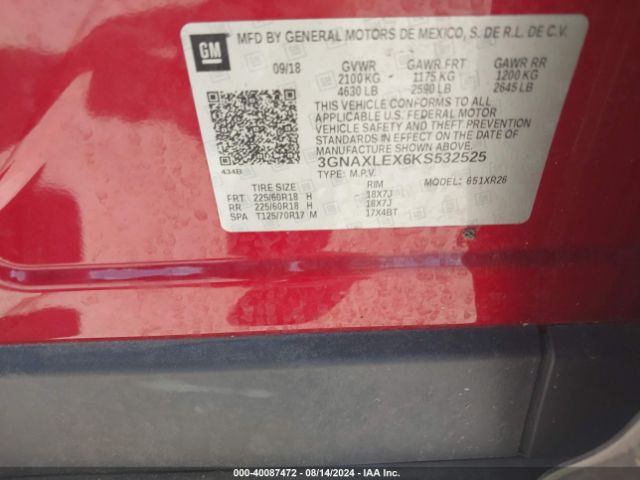 GM
MFD BY GENERAL MOTORS DE MEXICO, S. DE R.L. DE C.V.
09/18 GVWR GAWR FRT GAWR RR
2100 KG 1175 KG 1200 KG
4630 LB 2590 LB 2645 LB
THIS VEHICLE CONFORMS TO ALL
APPLICABLE U.S. FEDERAL MOTOR
VEHICLE SAFETY AND THEFT PREVENTION
STANDARDS IN EFFECT ON THE DATE OF
MANUFACTURE SHOWN ABOVE.
3GNAXLEX6KS532525
434B
TYPE: M.P.V. MODEL: 651XR26
TIRE SIZE RIM
FRT 225/60R18 H 18X7J
RR 225/60R18 H 18X7J
SPA T125/70R17 M 17X4BT
000-40087472 - 08/14/2024 - IAA Inc.